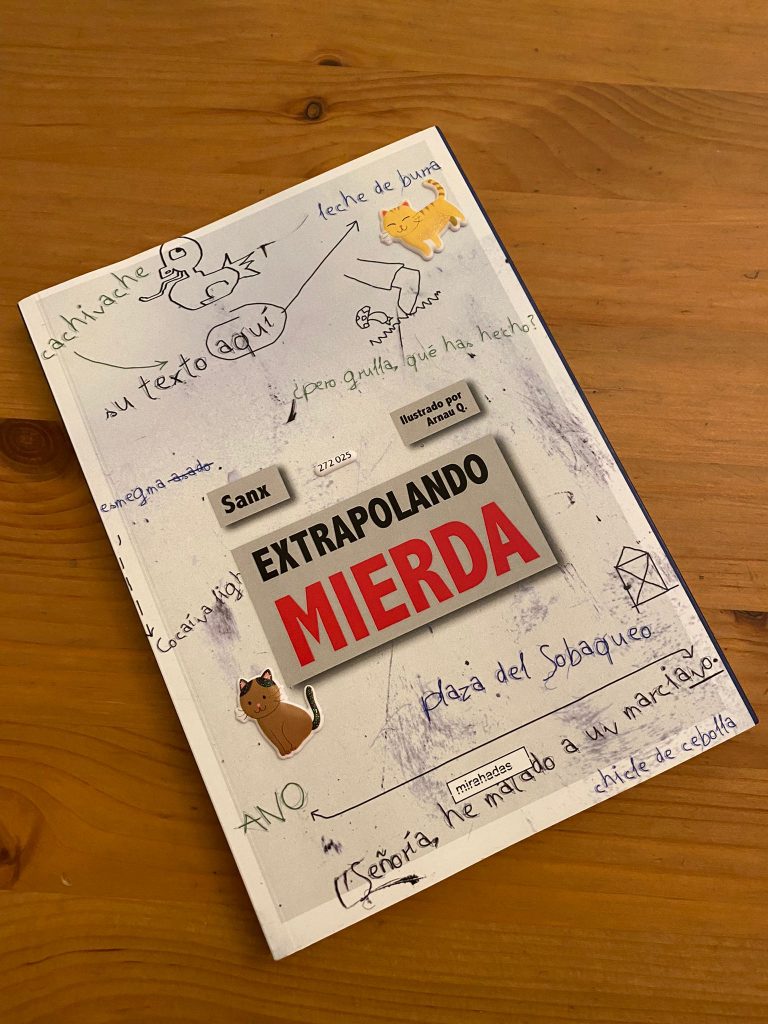 leche de burra
cachivache
su texto aquí
¿pero grulla, qué has hecho?
Ilustrado por
Arnau Q.
272 025
esmegma asado
Sanx
EXTRAPOLANDO
MIERDA
Cocaína ligh
plaza del Sobaqueo
ANO
mirahadas
Señoría, he matado a un marciano.
chicle de cebolla